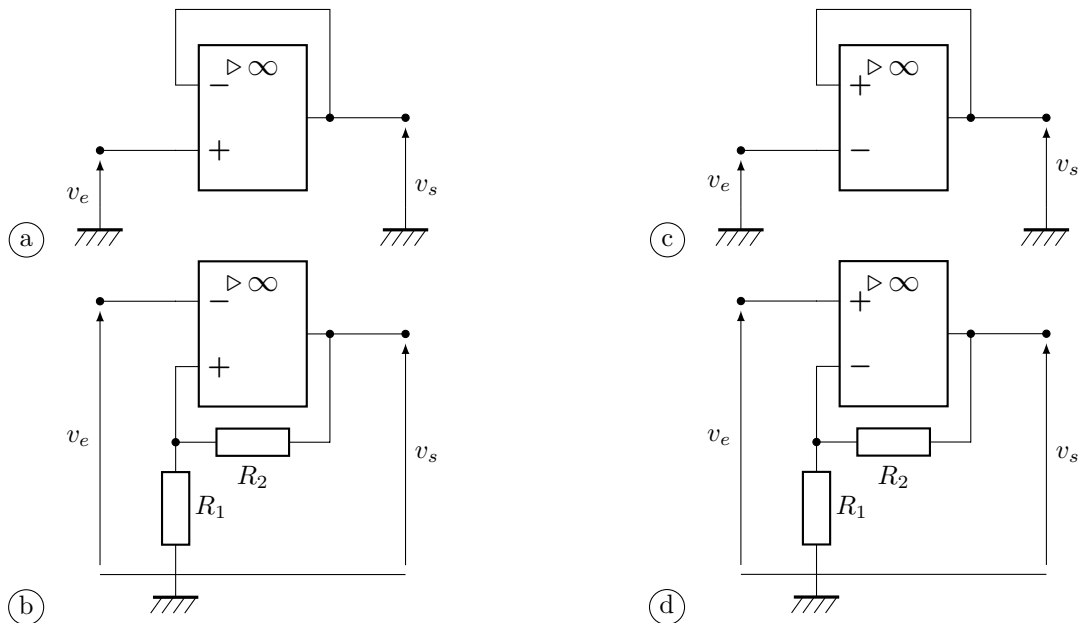 ▷ ∞
−
+
v_e
v_s
a
▷ ∞
−
+
v_e
v_s
R_2
R_1
b
▷ ∞
+
−
v_e
v_s
c
▷ ∞
+
−
v_e
v_s
R_2
R_1
d